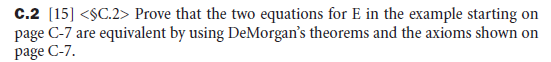 C.2 [15] <§C.2> Prove that the two equations for E in the example starting on
page C-7 are equivalent by using DeMorgan’s theorems and the axioms shown on
page C-7.